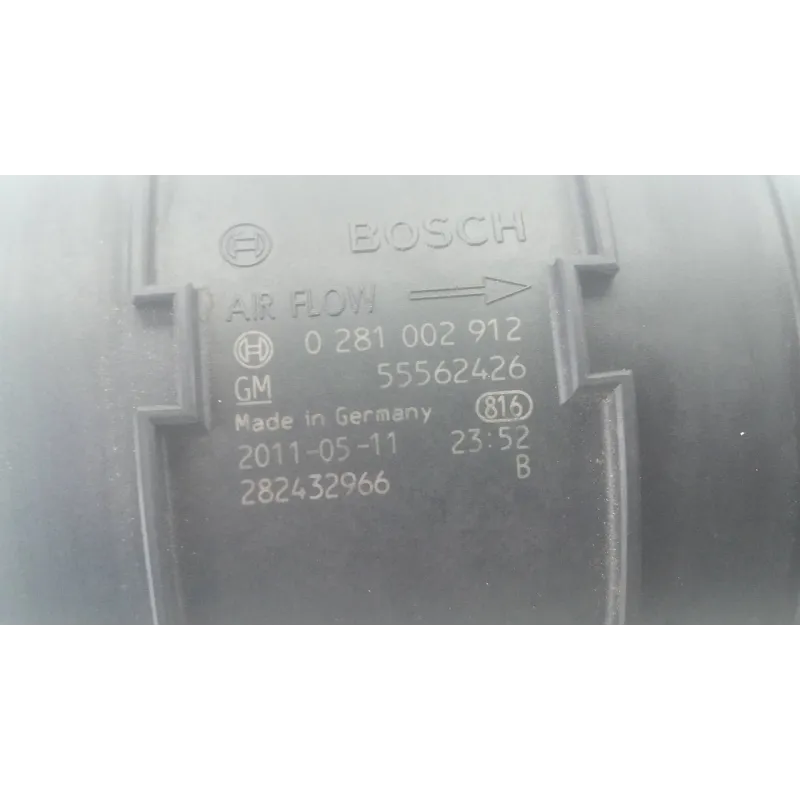 BOSCH
AIR FLOW
0 281 002 912
GM 55562426
Made in Germany 816
2011-05-11 23:52
282432966 B